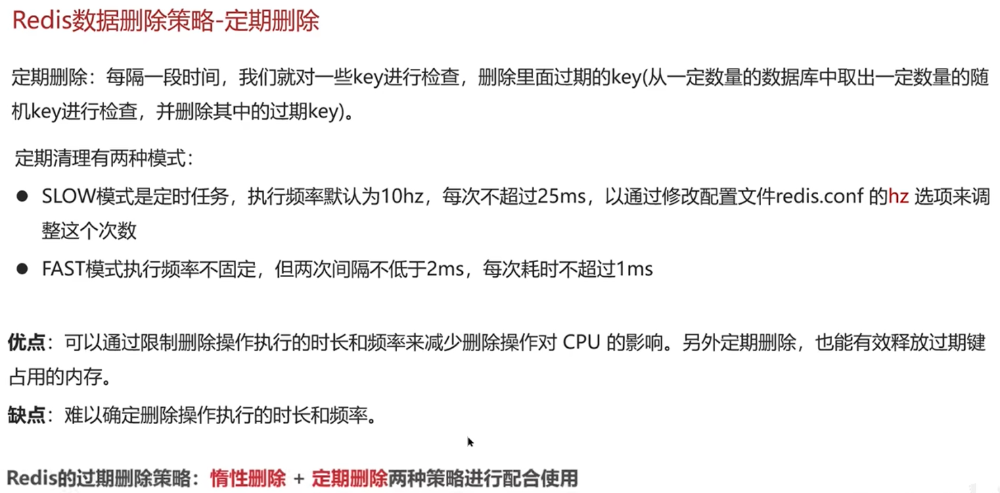 Redis数据删除策略-定期删除
定期删除：每隔一段时间，我们就对一些key进行检查，删除里面过期的key(从一定数量的数据库中取出一定数量的随
机key进行检查，并删除其中的过期key)。
定期清理有两种模式：
● SLOW模式是定时任务，执行频率默认为10hz，每次不超过25ms，以通过修改配置文件redis.conf 的hz 选项来调
整这个次数
● FAST模式执行频率不固定，但两次间隔不低于2ms，每次耗时不超过1ms
优点：可以通过限制删除操作执行的时长和频率来减少删除操作对 CPU 的影响。另外定期删除，也能有效释放过期键
占用的内存。
缺点：难以确定删除操作执行的时长和频率。
Redis的过期删除策略：惰性删除 + 定期删除两种策略进行配合使用